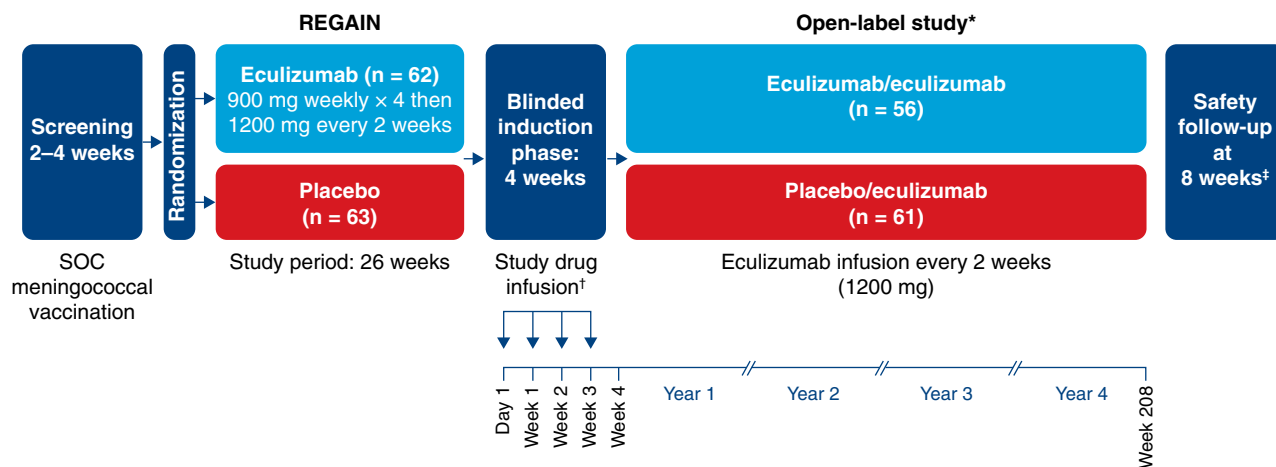 REGAIN
Open-label study*
Screening
2–4 weeks
Randomization
Eculizumab (n = 62)
900 mg weekly × 4 then
1200 mg every 2 weeks
Placebo
(n = 63)
Blinded
induction
phase:
4 weeks
Eculizumab/eculizumab
(n = 56)
Placebo/eculizumab
(n = 61)
Safety
follow-up
at
8 weeks‡
SOC
meningococcal
vaccination
Study period: 26 weeks
Study drug
infusion†
Eculizumab infusion every 2 weeks
(1200 mg)
Day 1
Week 1
Week 2
Week 3
Week 4
Year 1
Year 2
Year 3
Year 4
Week 208